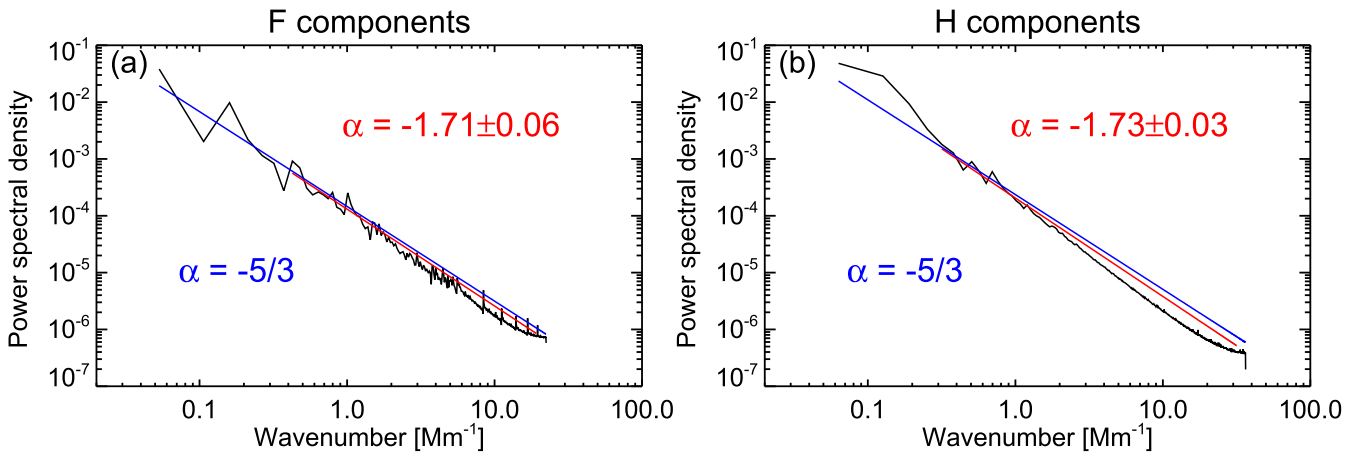 F components
(a)
10^-1
10^-2
10^-3
10^-4
10^-5
10^-6
10^-7
Power spectral density
α = -1.71±0.06
α = -5/3
0.1 1.0 10.0 100.0
Wavenumber [Mm^-1]
H components
(b)
10^-1
10^-2
10^-3
10^-4
10^-5
10^-6
10^-7
Power spectral density
α = -1.73±0.03
α = -5/3
0.1 1.0 10.0 100.0
Wavenumber [Mm^-1]